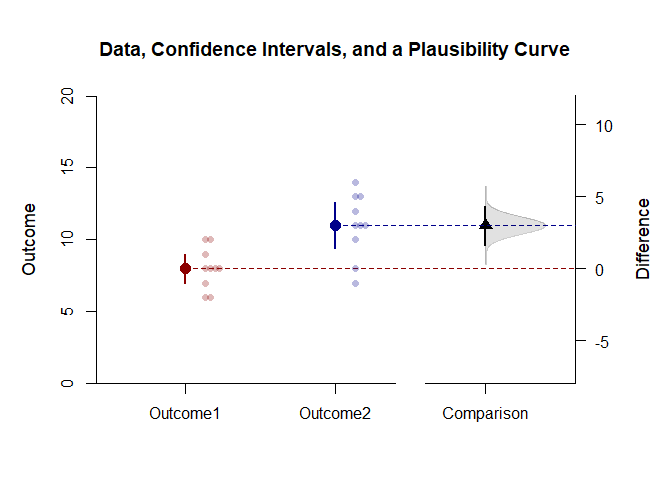 Data, Confidence Intervals, and a Plausibility Curve
Outcome
20
15
10
5
0
10
5
0
-5
Difference
Outcome1
Outcome2
Comparison